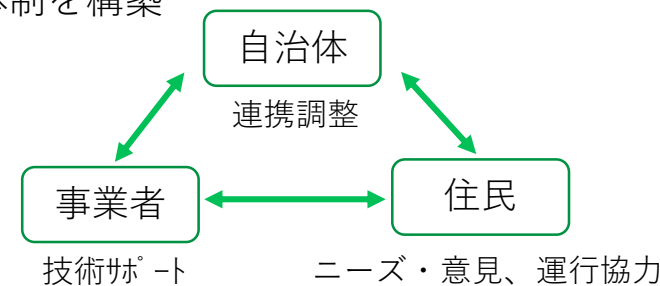 体制を構築
自治体
連携調整
事業者
住民
技術ｻﾎﾟｰﾄ
ニーズ・意見、運行協力